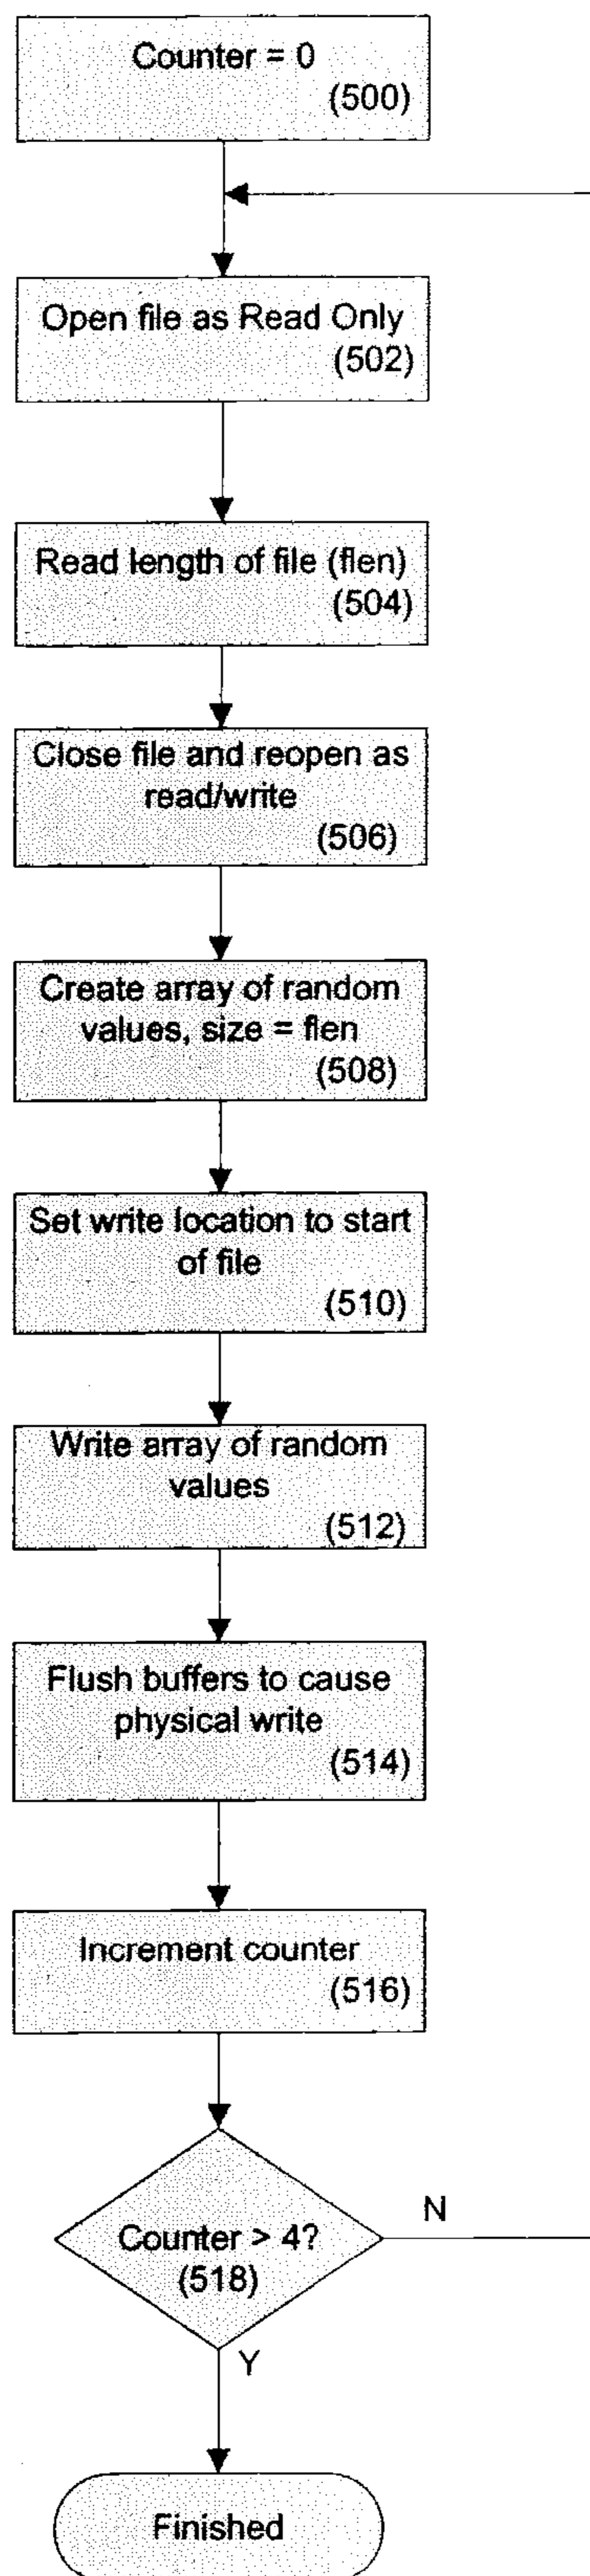 Counter = 0
(500)
Open file as Read Only
(502)
Read length of file (flen)
(504)
Close file and reopen as
read/write
(506)
Create array of random
values, size = flen
(508)
Set write location to start
of file
(510)
Write array of random
values
(512)
Flush buffers to cause
physical write
(514)
Increment counter
(516)
N
Counter > 4?
(518)
Y
Finished